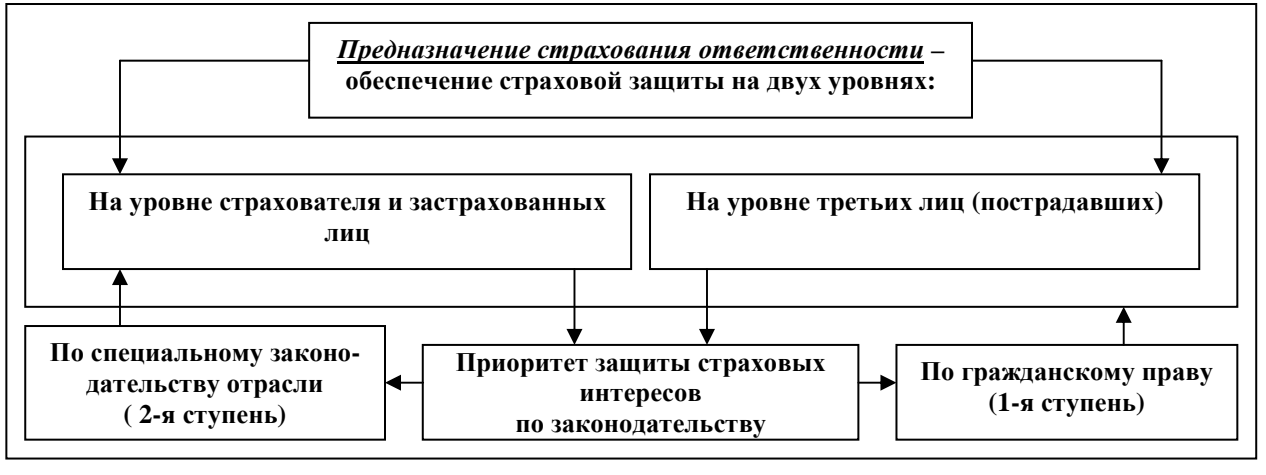 Предназначение страхования ответственности –
обеспечение страховой защиты на двух уровнях:
На уровне страхователя и застрахованных
лиц
На уровне третьих лиц (пострадавших)
По специальному законо-
дательству отрасли
( 2-я ступень)
Приоритет защиты страховых
интересов
по законодательству
По гражданскому праву
(1-я ступень)